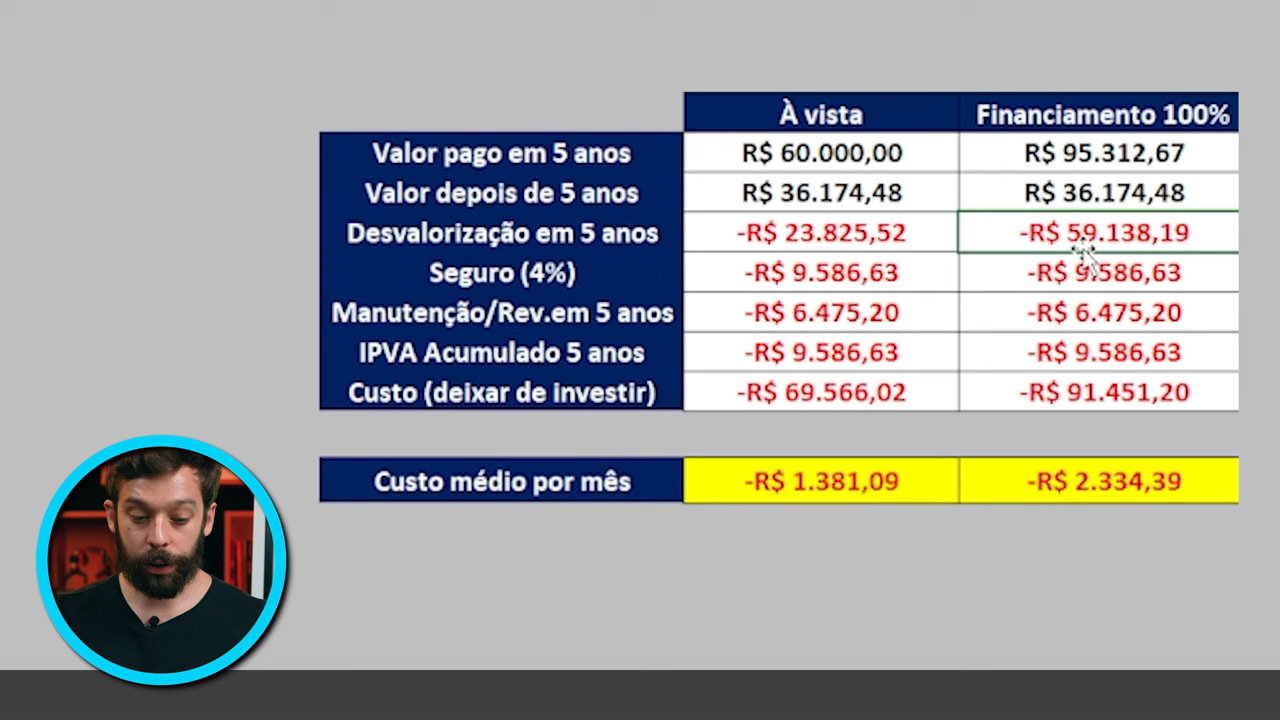 À vista Financiamento 100%
Valor pago em 5 anos R$ 60.000,00 R$ 95.312,67
Valor depois de 5 anos R$ 36.174,48 R$ 36.174,48
Desvalorização em 5 anos -R$ 23.825,52 -R$ 59.138,19
Seguro (4%) -R$ 9.586,63 -R$ 9.586,63
Manutenção/Rev.em 5 anos -R$ 6.475,20 -R$ 6.475,20
IPVA Acumulado 5 anos -R$ 9.586,63 -R$ 9.586,63
Custo (deixar de investir) -R$ 69.566,02 -R$ 91.451,20
Custo médio por mês -R$ 1.381,09 -R$ 2.334,39